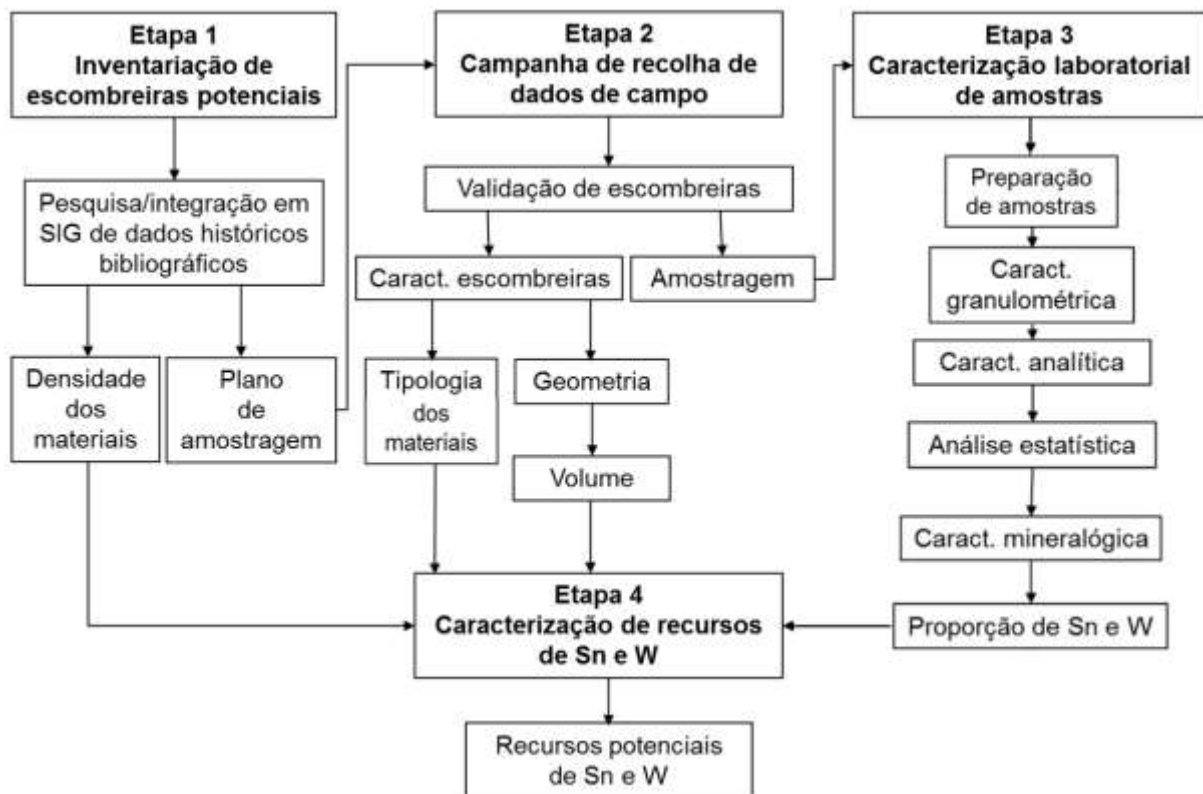 Etapa 1
Inventariação de
escombreiras potenciais
Pesquisa/integração em
SIG de dados históricos
bibliográficos
Densidade
dos
materiais
Plano
de
amostragem
Etapa 2
Campanha de recolha de
dados de campo
Validação de escombreiras
Caract. escombreiras
Amostragem
Tipologia
dos
materiais
Geometria
Volume
Etapa 3
Caracterização laboratorial
de amostras
Preparação
de amostras
Caract.
granulométrica
Caract. analítica
Análise estatística
Caract. mineralógica
Proporção de Sn e W
Etapa 4
Caracterização de recursos
de Sn e W
Recursos potenciais
de Sn e W